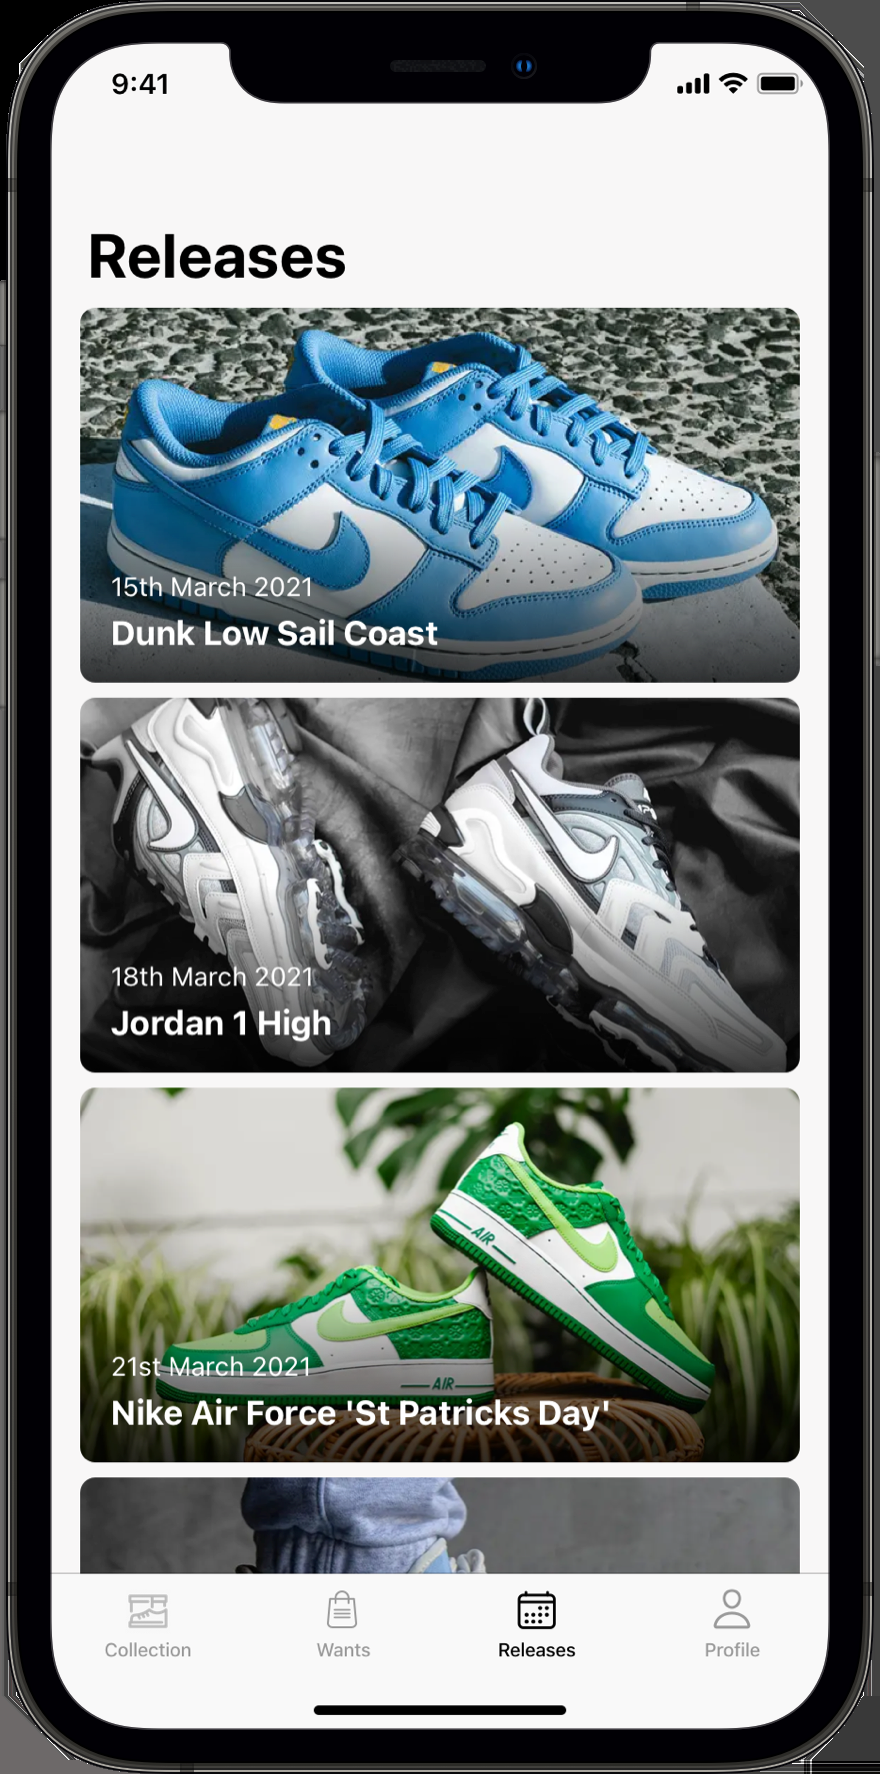 9:41
Releases
15th March 2021
Dunk Low Sail Coast
18th March 2021
Jordan 1 High
AIR
21st March 2021
AIR
Nike Air Force 'St Patricks Day'
Collection
Wants
Releases
Profile